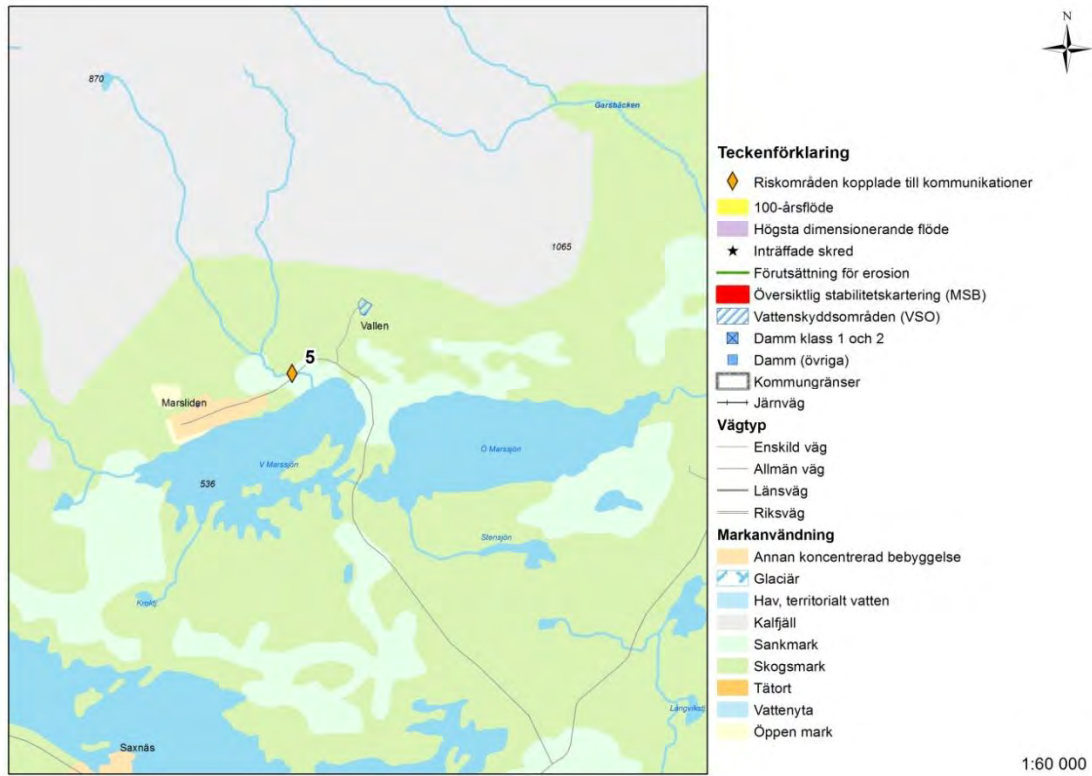 N
870
Garsbäcken
1065
Vallen
5
Marsliden
V Marssjön
Ö Marssjön
536
Stensjön
Kroktj
Långvikstj
Saxnäs
Teckenförklaring
Riskområden kopplade till kommunikationer
100-årsflöde
Högsta dimensionerande flöde
Inträffade skred
Förutsättning för erosion
Översiktlig stabilitetskartering (MSB)
Vattenskyddsområden (VSO)
Damm klass 1 och 2
Damm (övriga)
Kommungränser
Järnväg
Vägtyp
Enskild väg
Allmän väg
Länsväg
Riksväg
Markanvändning
Annan koncentrerad bebyggelse
Glaciär
Hav, territorialt vatten
Kalfjäll
Sankmark
Skogsmark
Tätort
Vattenyta
Öppen mark
1:60 000